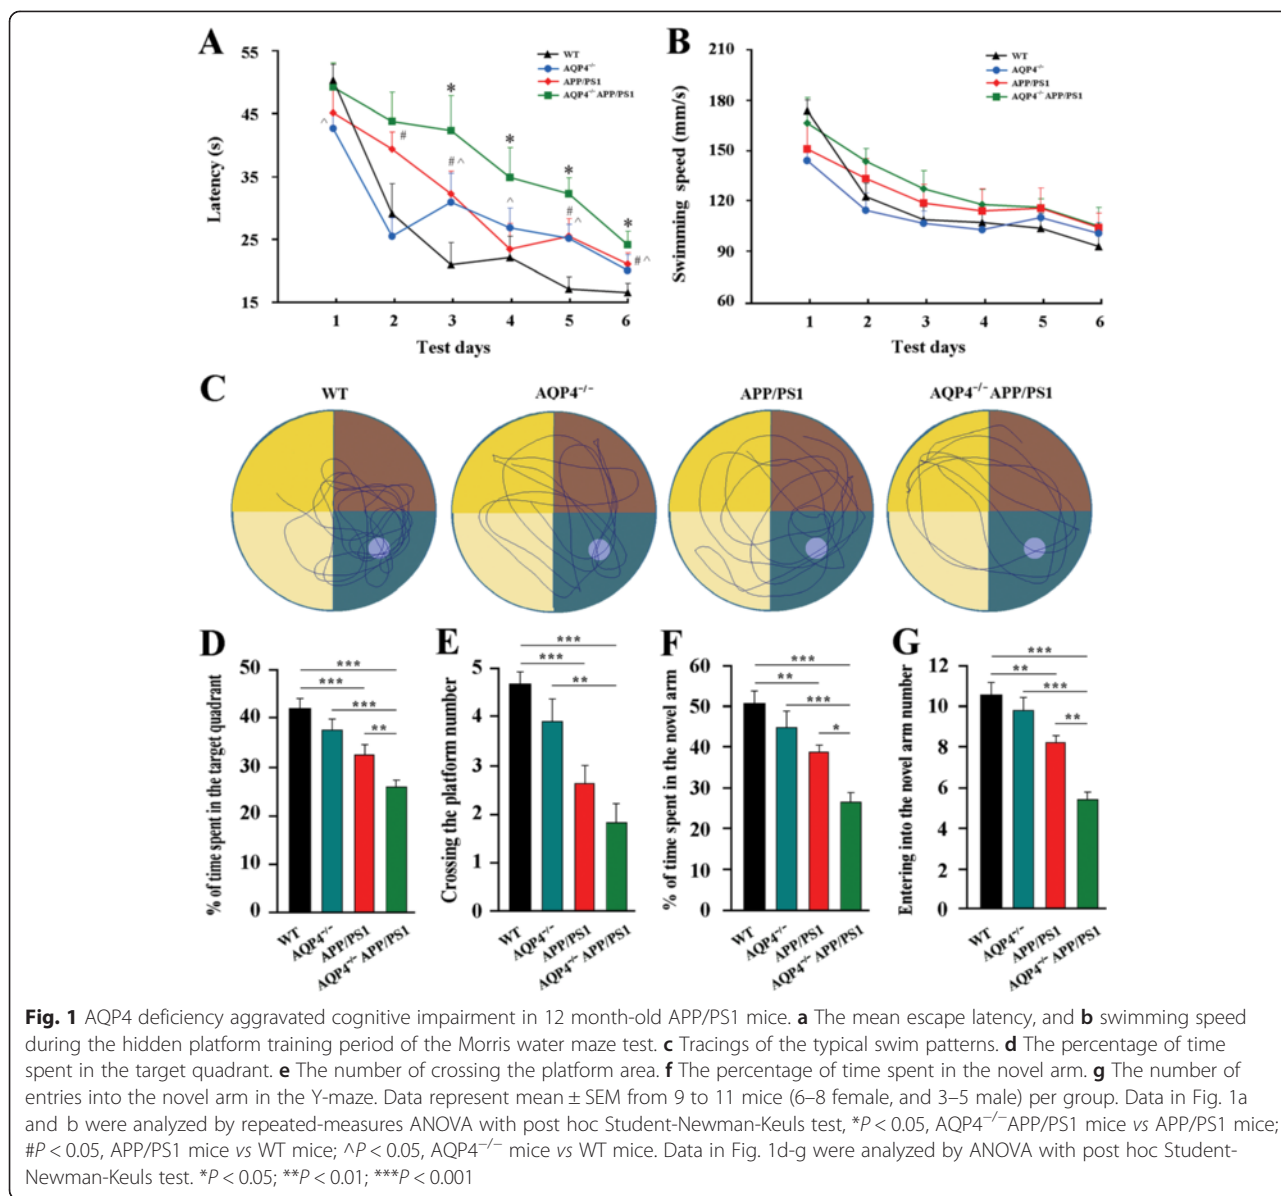 A
B
55
45
35
25
15
Latency (s)
1 2 3 4 5 6
Test days
WT
AQP4⁻/⁻
APP/PS1
AQP4⁻/⁻ APP/PS1
^
#
*
# ^
*
^
*
#
^
*
# ^
210
180
150
120
90
60
Swimming speed (mm/s)
1 2 3 4 5 6
Test days
WT
AQP4⁻/⁻
APP/PS1
AQP4⁻/⁻ APP/PS1
C
WT
AQP4⁻/⁻
APP/PS1
AQP4⁻/⁻ APP/PS1
D
% of time spent in the target quadrant
50
40
30
20
10
0
***
***
***
**
WT
AQP4⁻/⁻
APP/PS1
AQP4⁻/⁻ APP/PS1
E
Crossing the platform number
5
4
3
2
1
0
***
***
**
WT
AQP4⁻/⁻
APP/PS1
AQP4⁻/⁻ APP/PS1
F
% of time spent in the novel arm
60
50
40
30
20
10
0
***
**
***
*
WT
AQP4⁻/⁻
APP/PS1
AQP4⁻/⁻ APP/PS1
G
Entering into the novel arm number
12
10
8
6
4
2
0
***
**
***
**
WT
AQP4⁻/⁻
APP/PS1
AQP4⁻/⁻ APP/PS1
Fig. 1 AQP4 deficiency aggravated cognitive impairment in 12 month-old APP/PS1 mice. a The mean escape latency, and b swimming speed
during the hidden platform training period of the Morris water maze test. c Tracings of the typical swim patterns. d The percentage of time
spent in the target quadrant. e The number of crossing the platform area. f The percentage of time spent in the novel arm. g The number of
entries into the novel arm in the Y-maze. Data represent mean ± SEM from 9 to 11 mice (6–8 female, and 3–5 male) per group. Data in Fig. 1a
and b were analyzed by repeated-measures ANOVA with post hoc Student-Newman-Keuls test, *P < 0.05, AQP4⁻/⁻APP/PS1 mice vs APP/PS1 mice;
#P < 0.05, APP/PS1 mice vs WT mice; ^P < 0.05, AQP4⁻/⁻ mice vs WT mice. Data in Fig. 1d-g were analyzed by ANOVA with post hoc Student-
Newman-Keuls test. *P < 0.05; **P < 0.01; ***P < 0.001